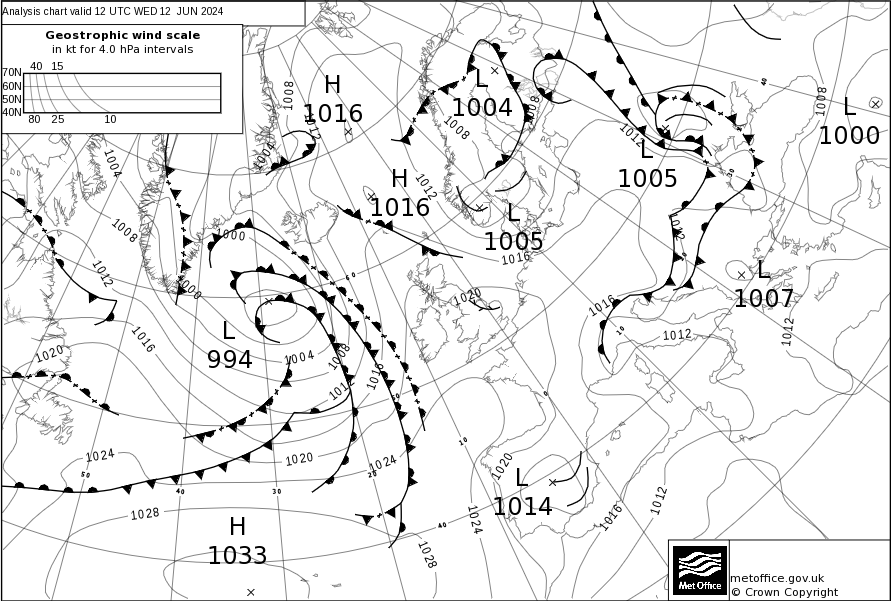 Analysis chart valid 12 UTC WED 12 JUN 2024
Geostrophic wind scale
in kt for 4.0 hPa intervals
40 15
70N
60N
50N
40N
80 25 10
H
1016
L
1004
L
1000
L
1005
H
1016
L
1005
L
1007
L
994
L
1014
H
1033
1008
1012
1004
1004
1008
1008
1012
1008
1012
1008
1000
1000
1012
1012
1016
1016
1020
1016
1012
1012
1020
1004
1008
1012
1016
1024
1020
1024
1020
1028
1024
1028
1016
1012
40
30
60
10
50
0
10
50
40
30
20
40
Met Office
metoffice.gov.uk
© Crown Copyright